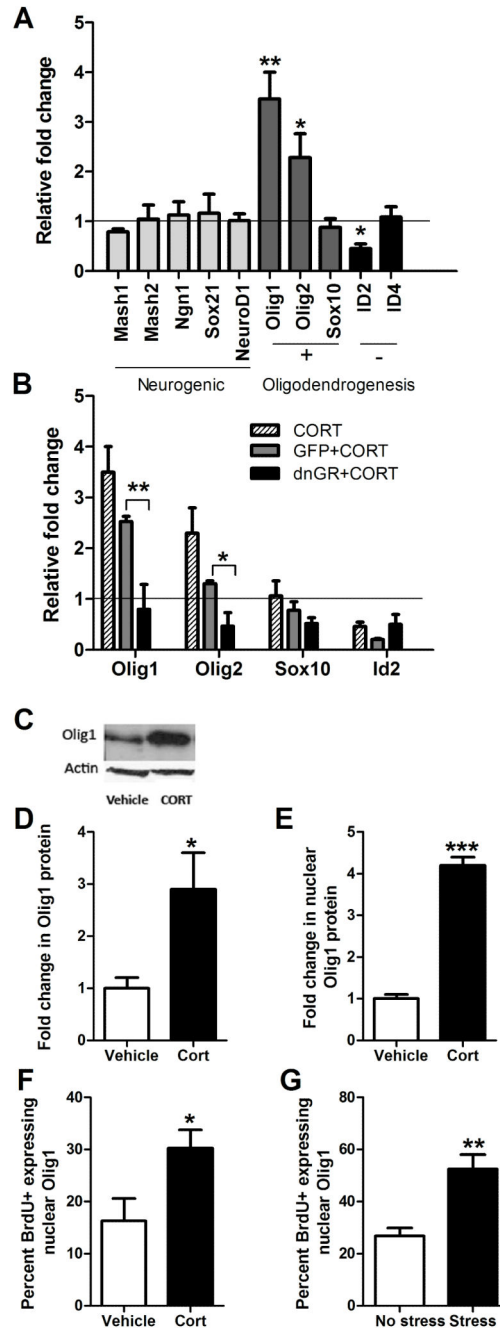 A
Relative fold change
5
4
3
2
1
0
**
*
*
Mash1
Mash2
Ngn1
Sox21
NeuroD1
Olig1
Olig2
Sox10
ID2
ID4
+
-
Neurogenic
Oligodendrogenesis
B
Relative fold change
5
4
3
2
1
0
CORT
GFP+CORT
dnGR+CORT
**
*
Olig1
Olig2
Sox10
Id2
C
Olig1
Actin
Vehicle
CORT
D
Fold change in Olig1 protein
4
3
2
1
0
*
Vehicle
Cort
E
Fold change in nuclear
Olig1 protein
5
4
3
2
1
0
***
Vehicle
Cort
F
Percent BrdU+ expressing
nuclear Olig1
40
30
20
10
0
*
Vehicle
Cort
G
Percent BrdU+ expressing
nuclear Olig1
80
60
40
20
0
**
No stress
Stress